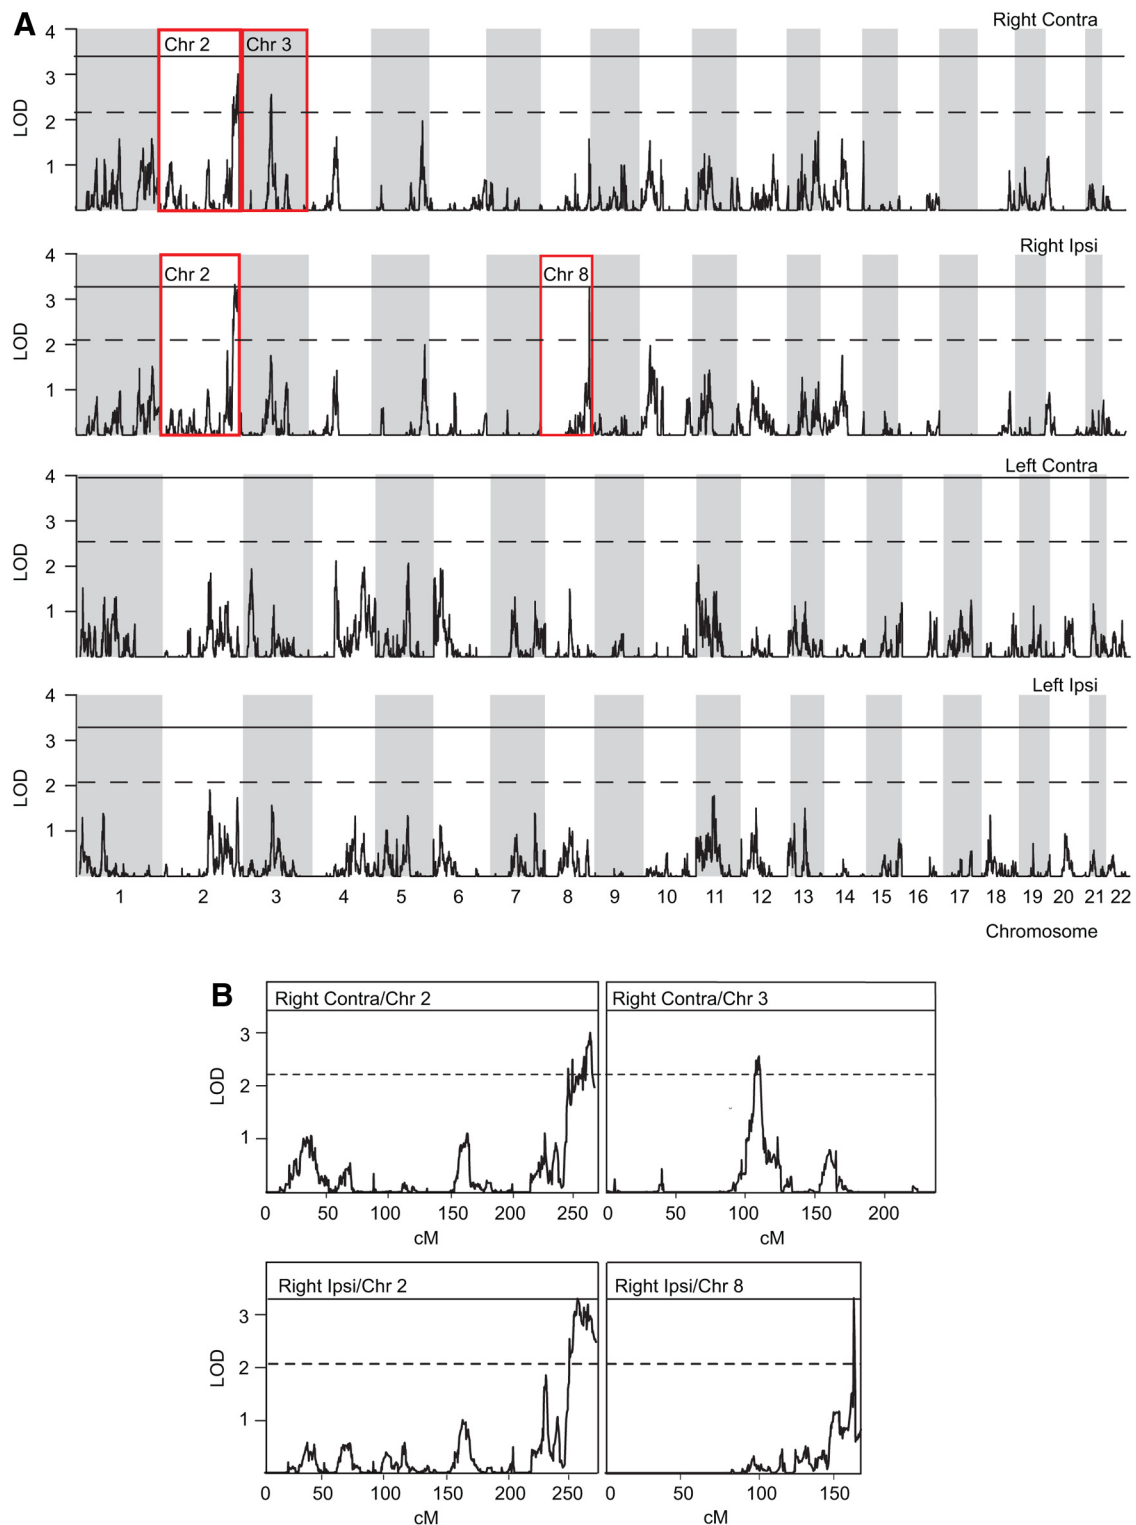 A
Right Contra
4
3
2
1
LOD
Chr 2
Chr 3
Right Ipsi
4
3
2
1
LOD
Chr 2
Chr 8
Left Contra
4
3
2
1
LOD
Left Ipsi
4
3
2
1
LOD
1 2 3 4 5 6 7 8 9 10 11 12 13 14 15 16 17 18 19 20 21 22
Chromosome
B
Right Contra/Chr 2
Right Contra/Chr 3
3
2
1
LOD
0 50 100 150 200 250
0 50 100 150 200
cM
cM
Right Ipsi/Chr 2
Right Ipsi/Chr 8
3
2
1
LOD
0 50 100 150 200 250
0 50 100 150
cM
cM